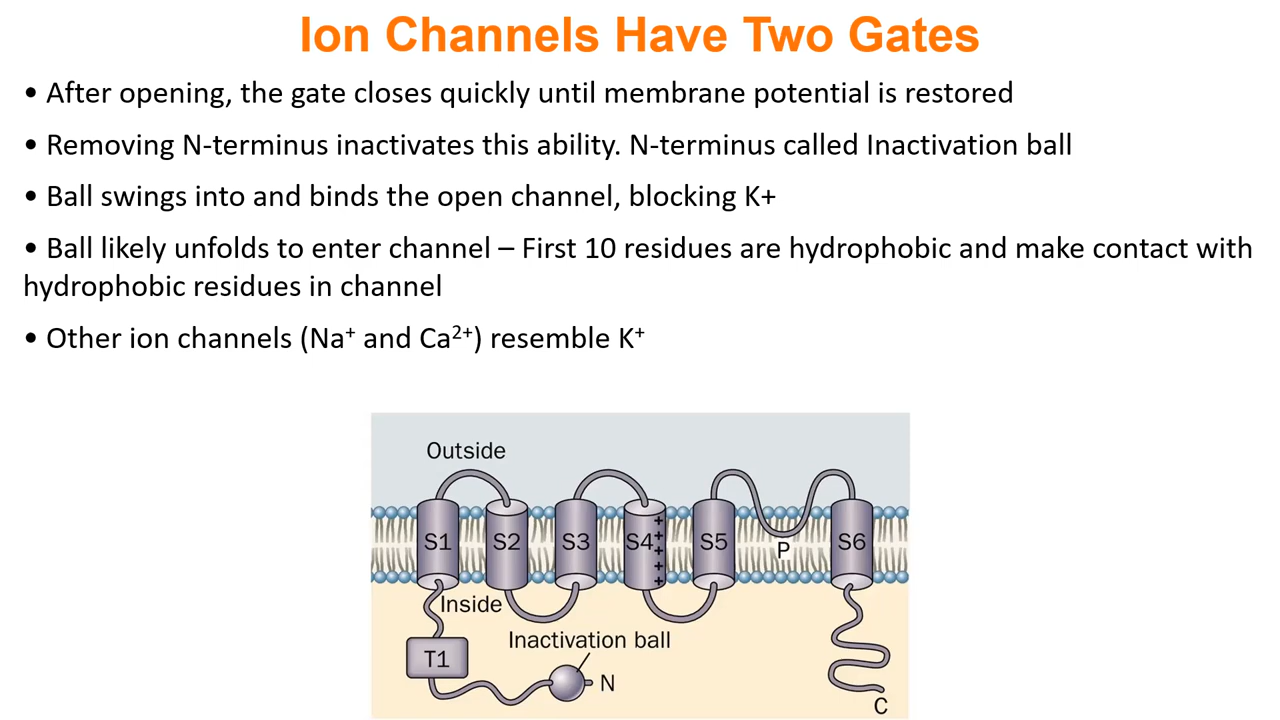 Ion Channels Have Two Gates
• After opening, the gate closes quickly until membrane potential is restored
• Removing N-terminus inactivates this ability. N-terminus called Inactivation ball
• Ball swings into and binds the open channel, blocking K+
• Ball likely unfolds to enter channel – First 10 residues are hydrophobic and make contact with
hydrophobic residues in channel
• Other ion channels (Na⁺ and Ca²⁺) resemble K⁺
Outside
S1 S2 S3 S4 S5 P S6
+
+
+
+
+
Inside
Inactivation ball
T1
N
C